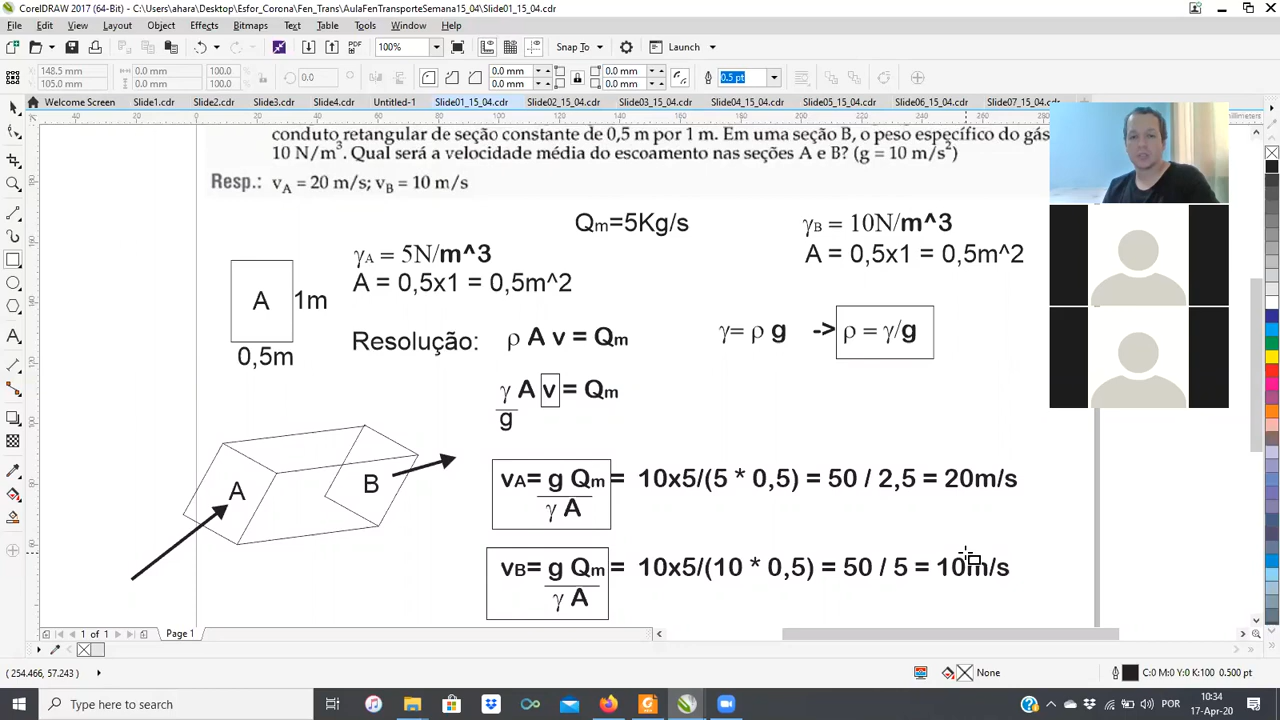 CorelDRAW 2017 (64-Bit) - C:\Users\ahara\Desktop\Esfor_Corona\Fen_Trans\AulaFenTransporteSemana15_04\Slide01_15_04.cdr
File Edit View Layout Object Effects Bitmaps Text Table Tools Window Help
100% PDF Snap To Launch
148.5 mm 0.0 mm 100.0 0.0 0.0 mm 0.0 mm 0.5 pt
105.0 mm 0.0 mm 100.0 0.0 mm 0.0 mm
Welcome Screen Slide1.cdr Slide2.cdr Slide3.cdr Slide4.cdr Untitled-1 Slide01_15_04.cdr Slide02_15_04.cdr Slide03_15_04.cdr Slide04_15_04.cdr Slide05_15_04.cdr Slide06_15_04.cdr Slide07_15_04.cdr
conduto retangular de seção constante de 0,5 m por 1 m. Em uma seção B, o peso específico do gás
10 N/m³. Qual será a velocidade média do escoamento nas seções A e B? (g = 10 m/s²)
Resp.: vA = 20 m/s; vB = 10 m/s
Qm=5Kg/s
γB = 10N/m^3
γA = 5N/m^3
A = 0,5x1 = 0,5m^2
A = 0,5x1 = 0,5m^2
A 1m
0,5m
Resolução: ρ A v = Qm
γ= ρ g -> ρ = γ/g
γ A v = Qm
g
A B
vA= g Qm = 10x5/(5 * 0,5) = 50 / 2,5 = 20m/s
γ A
vB= g Qm = 10x5/(10 * 0,5) = 50 / 5 = 10m/s
γ A
1 of 1 Page 1
(254.466, 57.243) None C:0 M:0 Y:0 K:100 0.500 pt
Type here to search POR 10:34
17-Apr-20